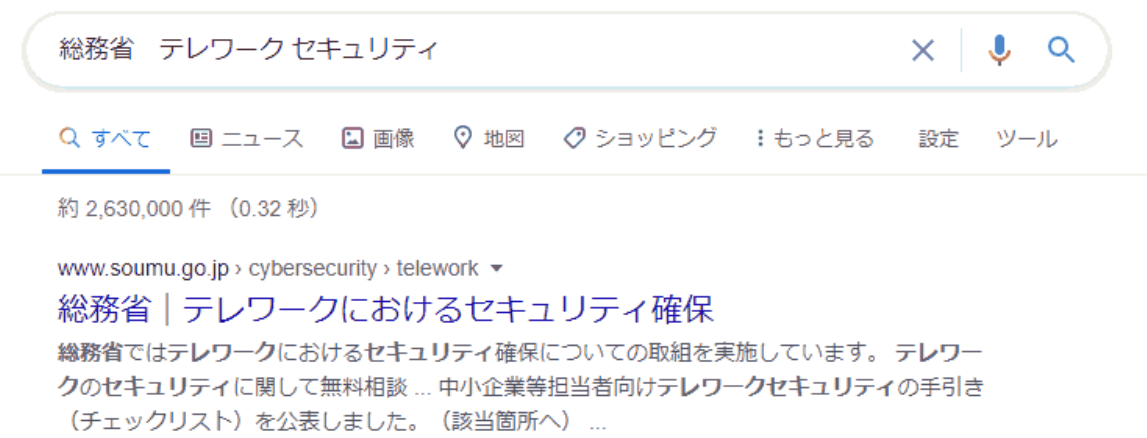 総務省　テレワーク セキュリティ
すべて ニュース 画像 地図 ショッピング もっと見る 設定 ツール
約 2,630,000 件 （0.32 秒）
www.soumu.go.jp › cybersecurity › telework
総務省｜テレワークにおけるセキュリティ確保
総務省ではテレワークにおけるセキュリティ確保についての取組を実施しています。 テレワー
クのセキュリティに関して無料相談 ... 中小企業等担当者向けテレワークセキュリティの手引き
（チェックリスト）を公表しました。（該当箇所へ） ...